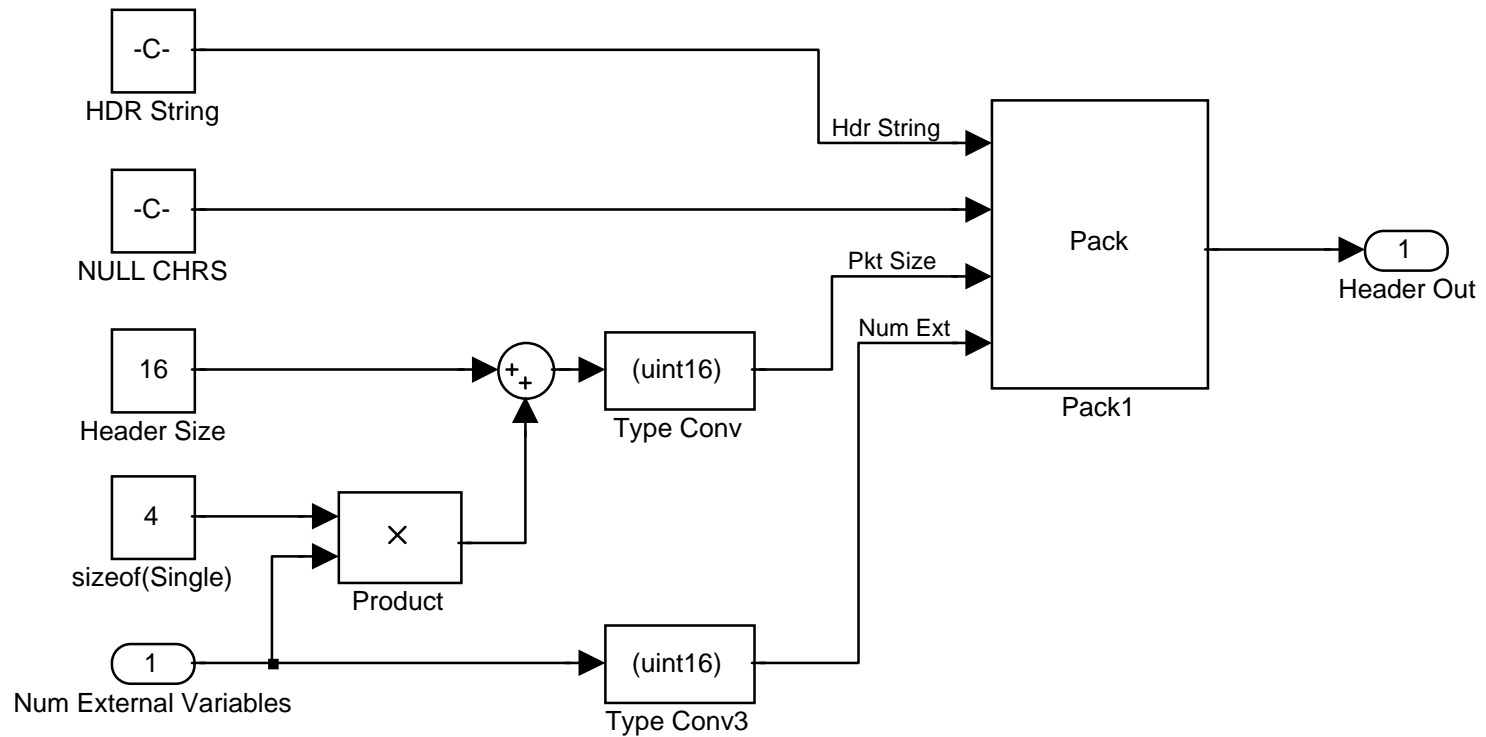 -C-
HDR String
Hdr String
-C-
NULL CHRS
Pack
Pack1
1
Header Out
Pkt Size
Num Ext
16
Header Size
+
+
(uint16)
Type Conv
4
sizeof(Single)
×
Product
1
Num External Variables
(uint16)
Type Conv3